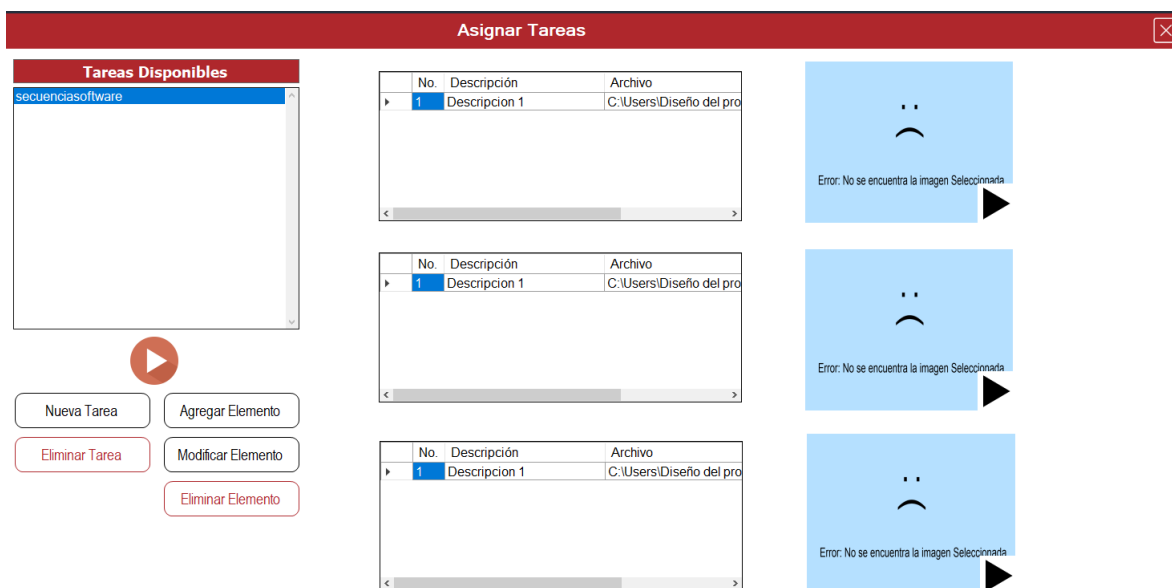 Asignar Tareas
Tareas Disponibles
secuenciasoftware
Nueva Tarea
Agregar Elemento
Eliminar Tarea
Modificar Elemento
Eliminar Elemento
No. Descripción Archivo
1 Descripcion 1 C:\Users\Diseño del pro
Error: No se encuentra la imagen Seleccionada
No. Descripción Archivo
1 Descripcion 1 C:\Users\Diseño del pro
Error: No se encuentra la imagen Seleccionada
No. Descripción Archivo
1 Descripcion 1 C:\Users\Diseño del pro
Error: No se encuentra la imagen Seleccionada